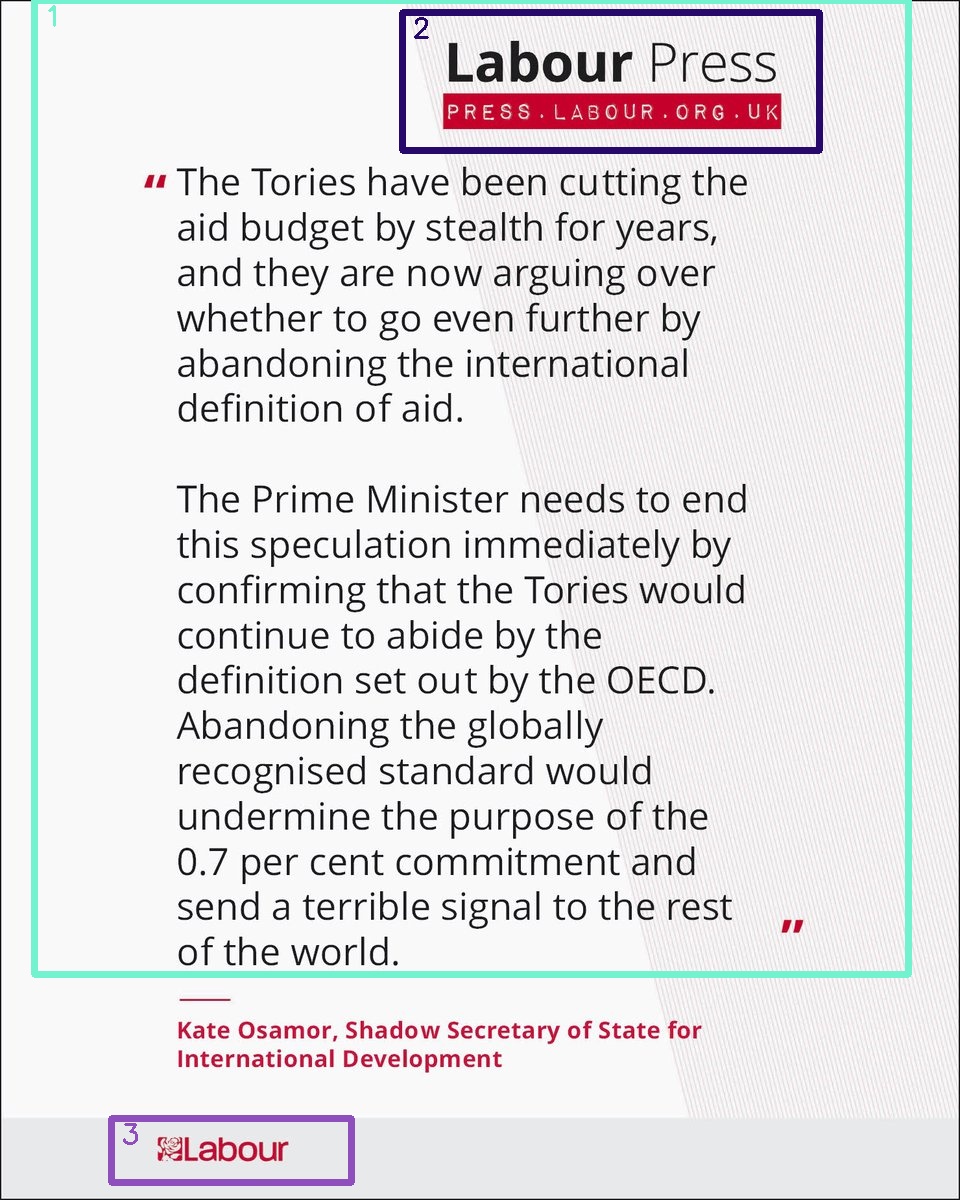 Labour Press
PRESS.LABOUR.ORG.UK
“ The Tories have been cutting the
aid budget by stealth for years,
and they are now arguing over
whether to go even further by
abandoning the international
definition of aid.
The Prime Minister needs to end
this speculation immediately by
confirming that the Tories would
continue to abide by the
definition set out by the OECD.
Abandoning the globally
recognised standard would
undermine the purpose of the
0.7 per cent commitment and
send a terrible signal to the rest
of the world. ”
Kate Osamor, Shadow Secretary of State for
International Development
Labour
1
2
3